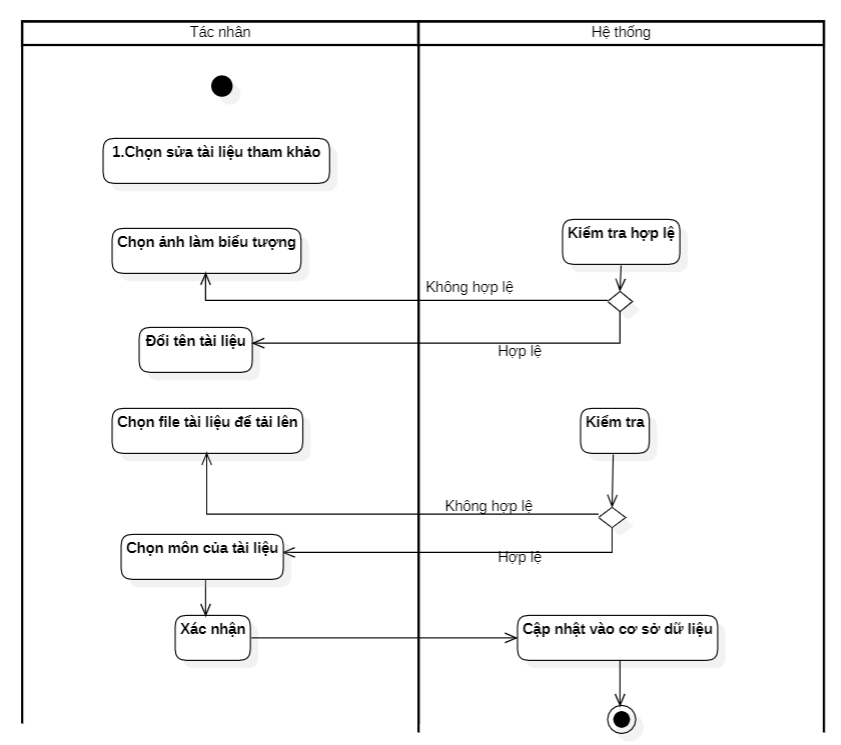 Tác nhân
Hệ thống
1.Chọn sửa tài liệu tham khảo
Chọn ảnh làm biểu tượng
Kiểm tra hợp lệ
Không hợp lệ
Đổi tên tài liệu
Hợp lệ
Chọn file tài liệu để tải lên
Kiểm tra
Không hợp lệ
Chọn môn của tài liệu
Hợp lệ
Xác nhận
Cập nhật vào cơ sở dữ liệu